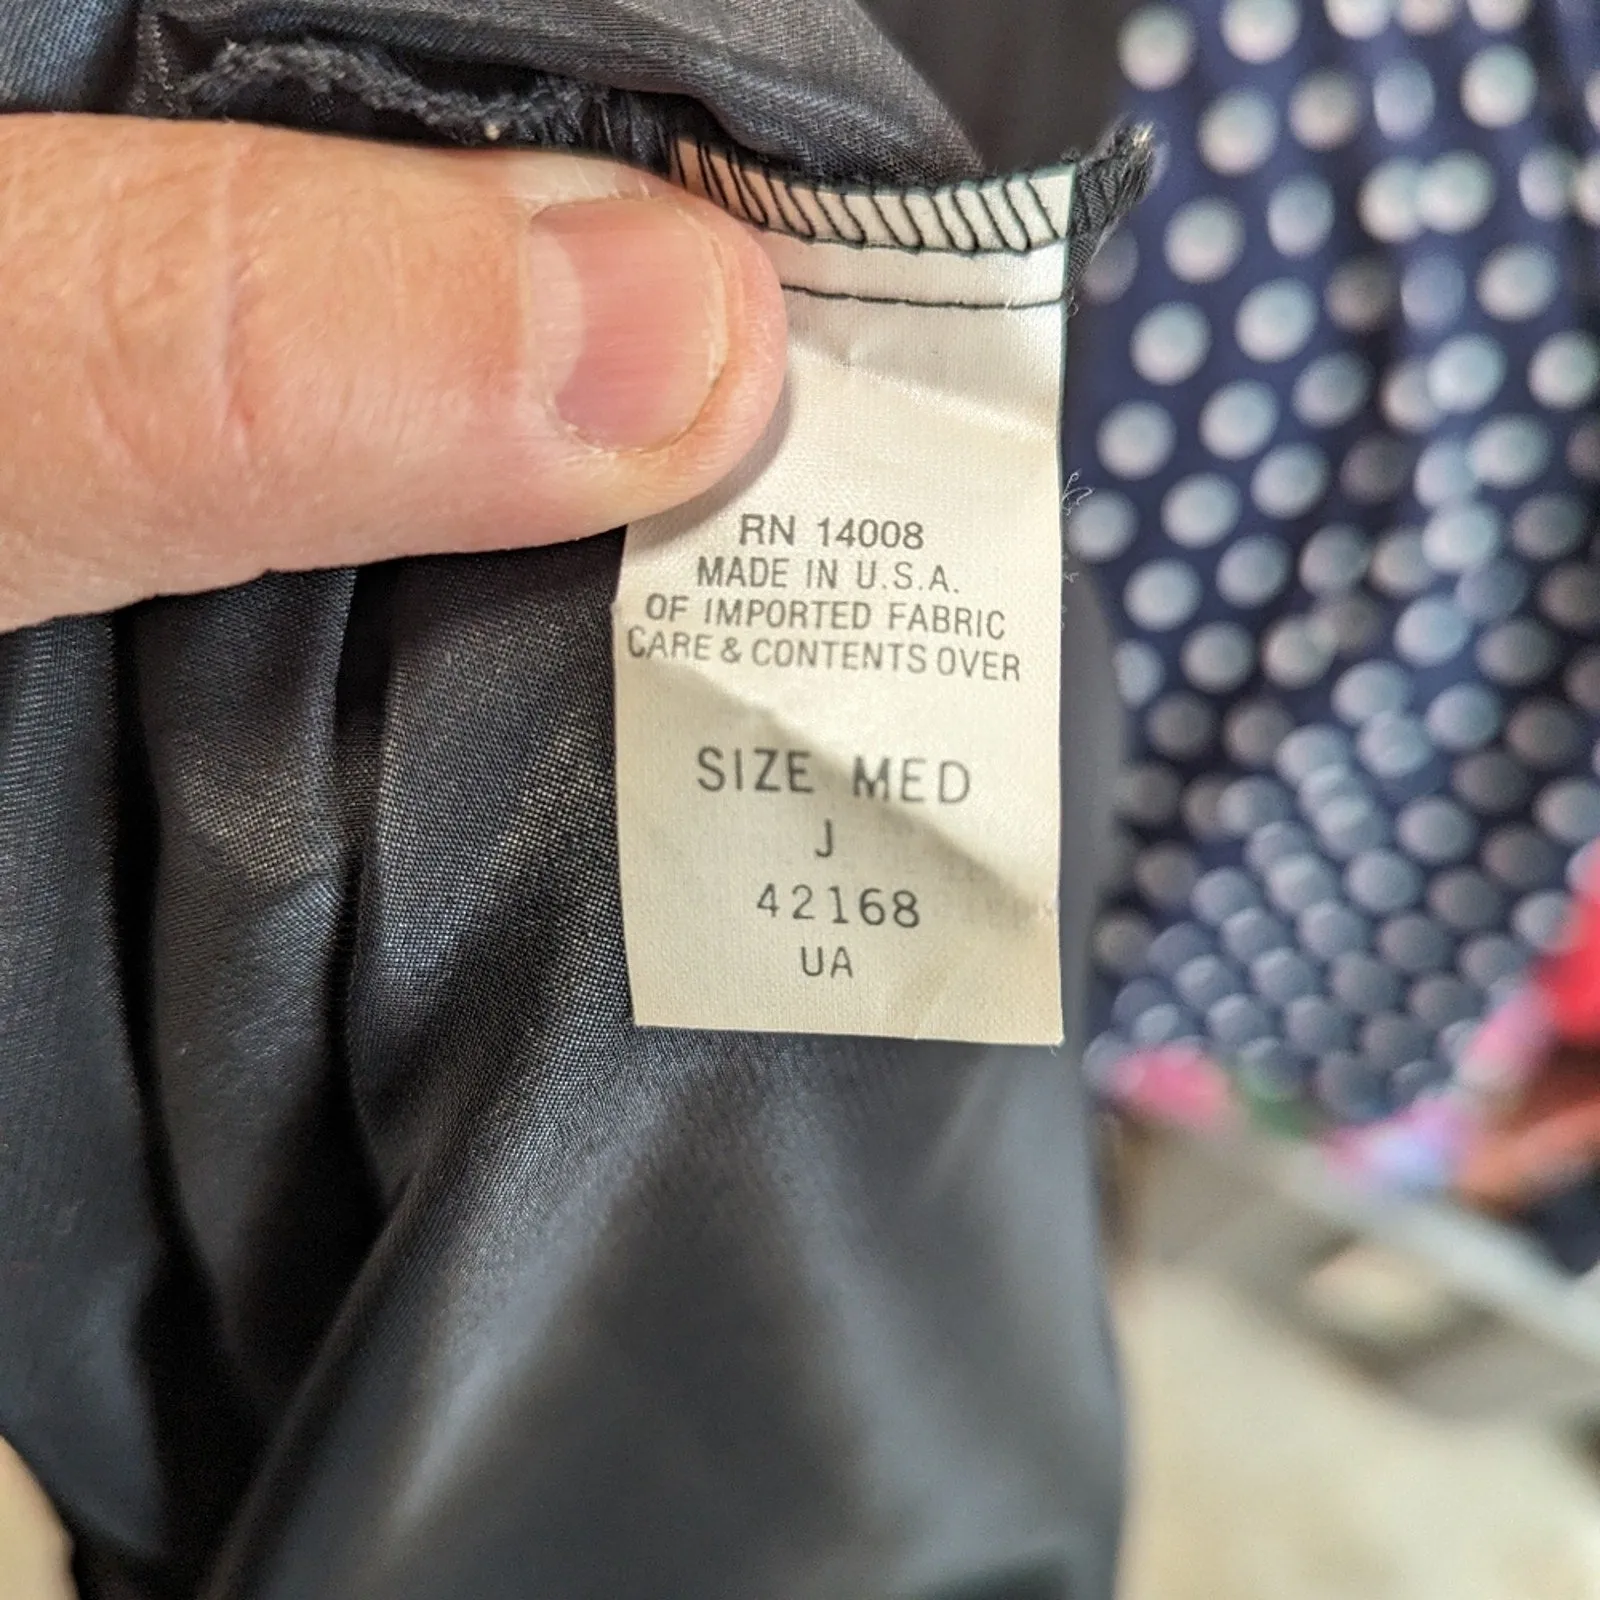 RN 14008
MADE IN U.S.A.
OF IMPORTED FABRIC
CARE & CONTENTS OVER
SIZE MED
J
42168
UA